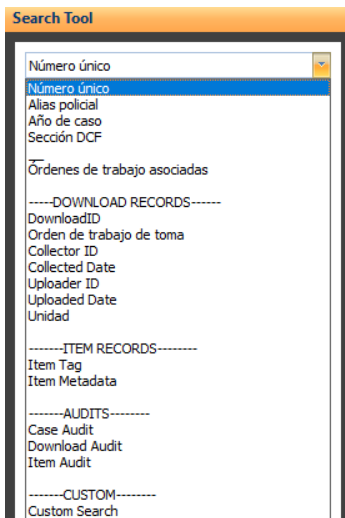 Search Tool
Número único
Número único
Alias policial
Año de caso
Sección DCF
__
Órdenes de trabajo asociadas
-----DOWNLOAD RECORDS------
DownloadID
Orden de trabajo de toma
Collector ID
Collected Date
Uploader ID
Uploaded Date
Unidad
-------ITEM RECORDS--------
Item Tag
Item Metadata
-------AUDITS--------
Case Audit
Download Audit
Item Audit
-------CUSTOM--------
Custom Search